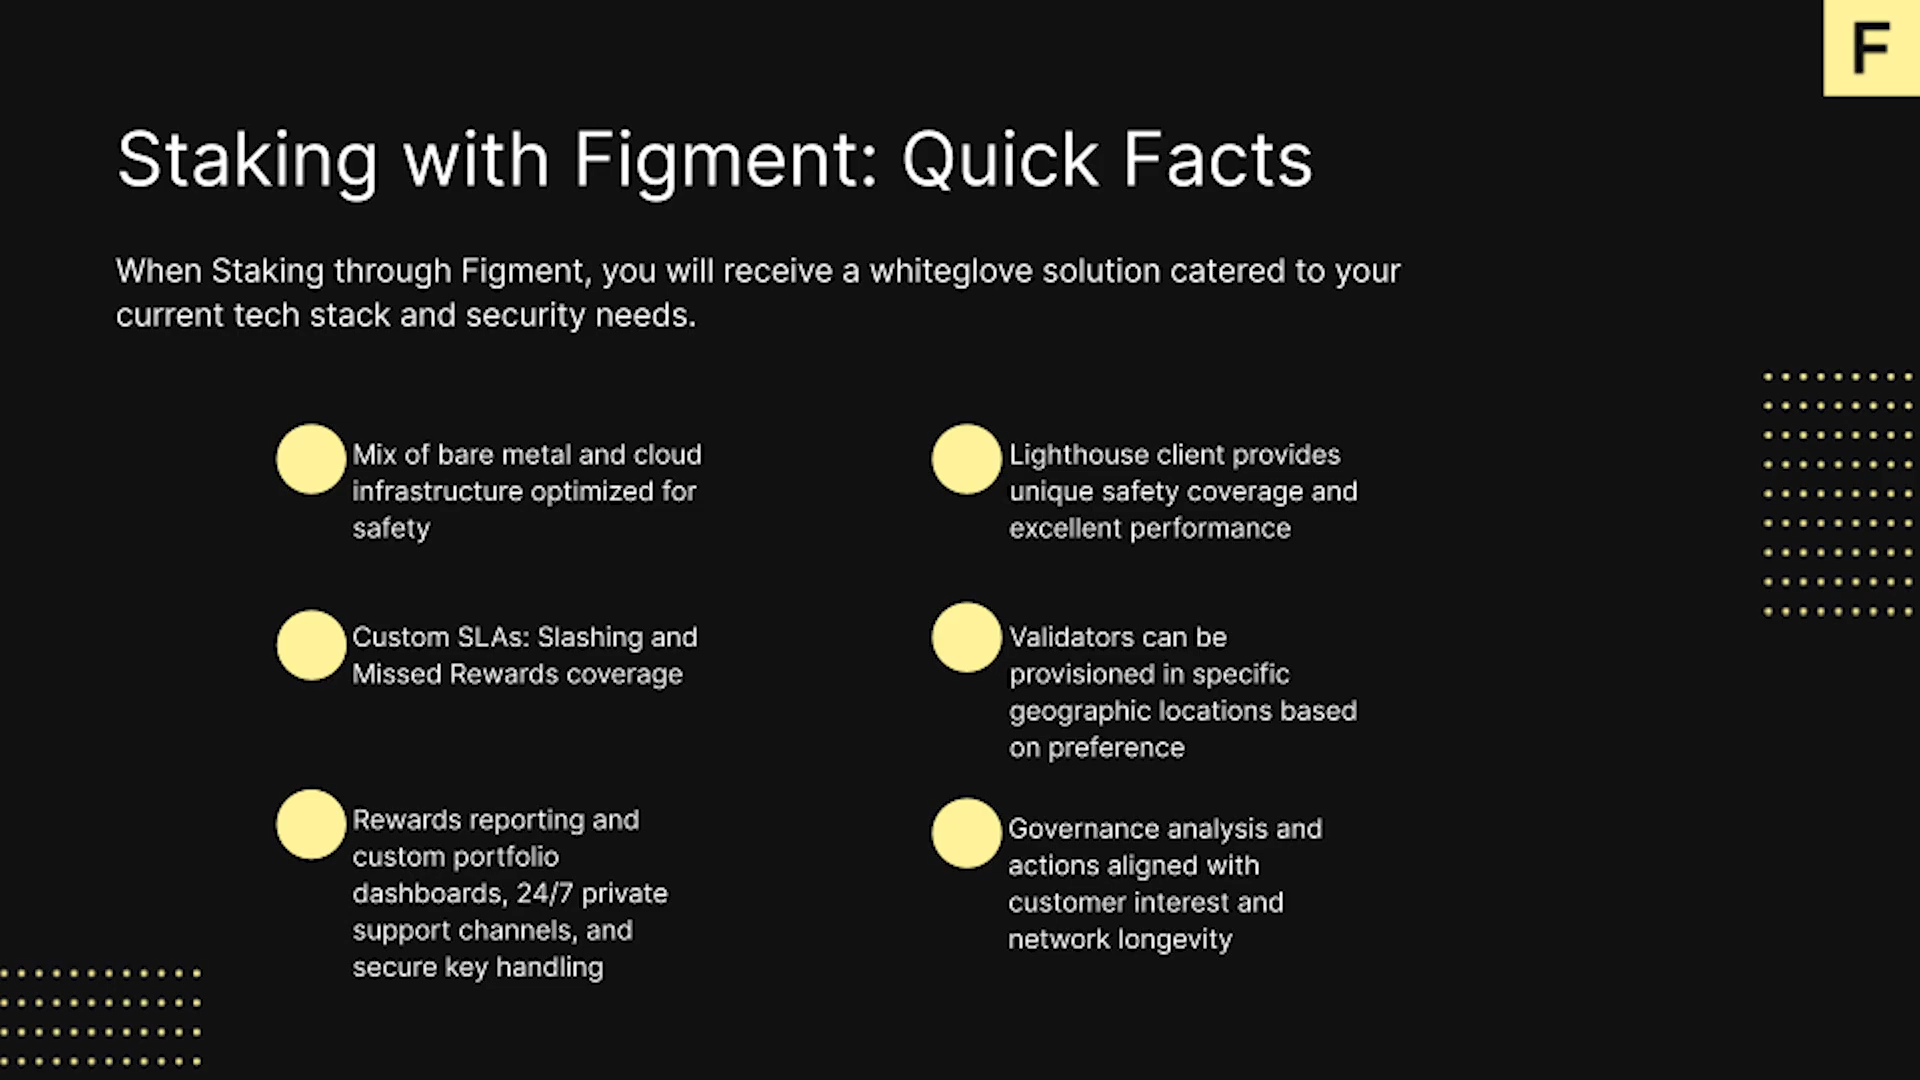 F
Staking with Figment: Quick Facts
When Staking through Figment, you will receive a whiteglove solution catered to your
current tech stack and security needs.
Mix of bare metal and cloud
infrastructure optimized for
safety
Custom SLAs: Slashing and
Missed Rewards coverage
Rewards reporting and
custom portfolio
dashboards, 24/7 private
support channels, and
secure key handling
Lighthouse client provides
unique safety coverage and
excellent performance
Validators can be
provisioned in specific
geographic locations based
on preference
Governance analysis and
actions aligned with
customer interest and
network longevity